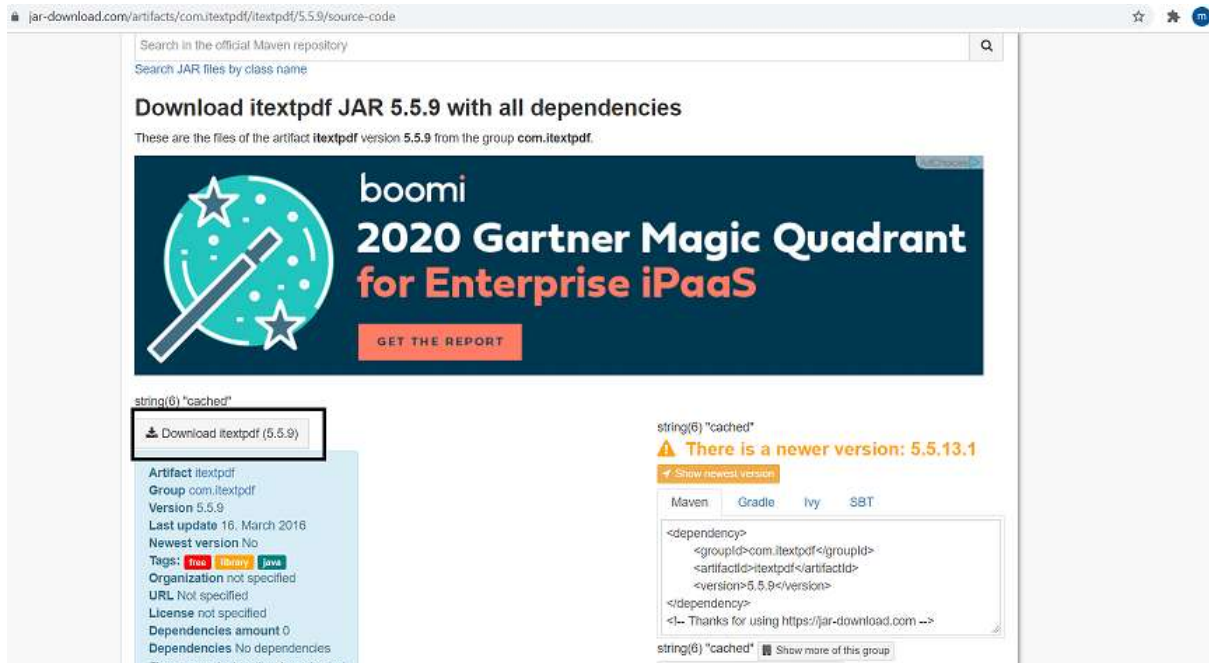 jar-download.com/artifacts/com.itextpdf/itextpdf/5.5.9/source-code
m
Search in the official Maven repository
Search JAR files by class name
Download itextpdf JAR 5.5.9 with all dependencies
These are the files of the artifact itextpdf version 5.5.9 from the group com.itextpdf.
AdChoices
boomi
2020 Gartner Magic Quadrant
for Enterprise iPaaS
GET THE REPORT
string(6) "cached"
Download itextpdf (5.5.9)
Artifact itextpdf
Group com.itextpdf
Version 5.5.9
Last update 16. March 2016
Newest version No
Tags: free library java
Organization not specified
URL Not specified
License not specified
Dependencies amount 0
Dependencies No dependencies
string(6) "cached"
There is a newer version: 5.5.13.1
Show newest version
Maven Gradle Ivy SBT
<dependency>
<groupId>com.itextpdf</groupId>
<artifactId>itextpdf</artifactId>
<version>5.5.9</version>
</dependency>
<!-- Thanks for using https://jar-download.com -->
string(6) "cached" Show more of this group